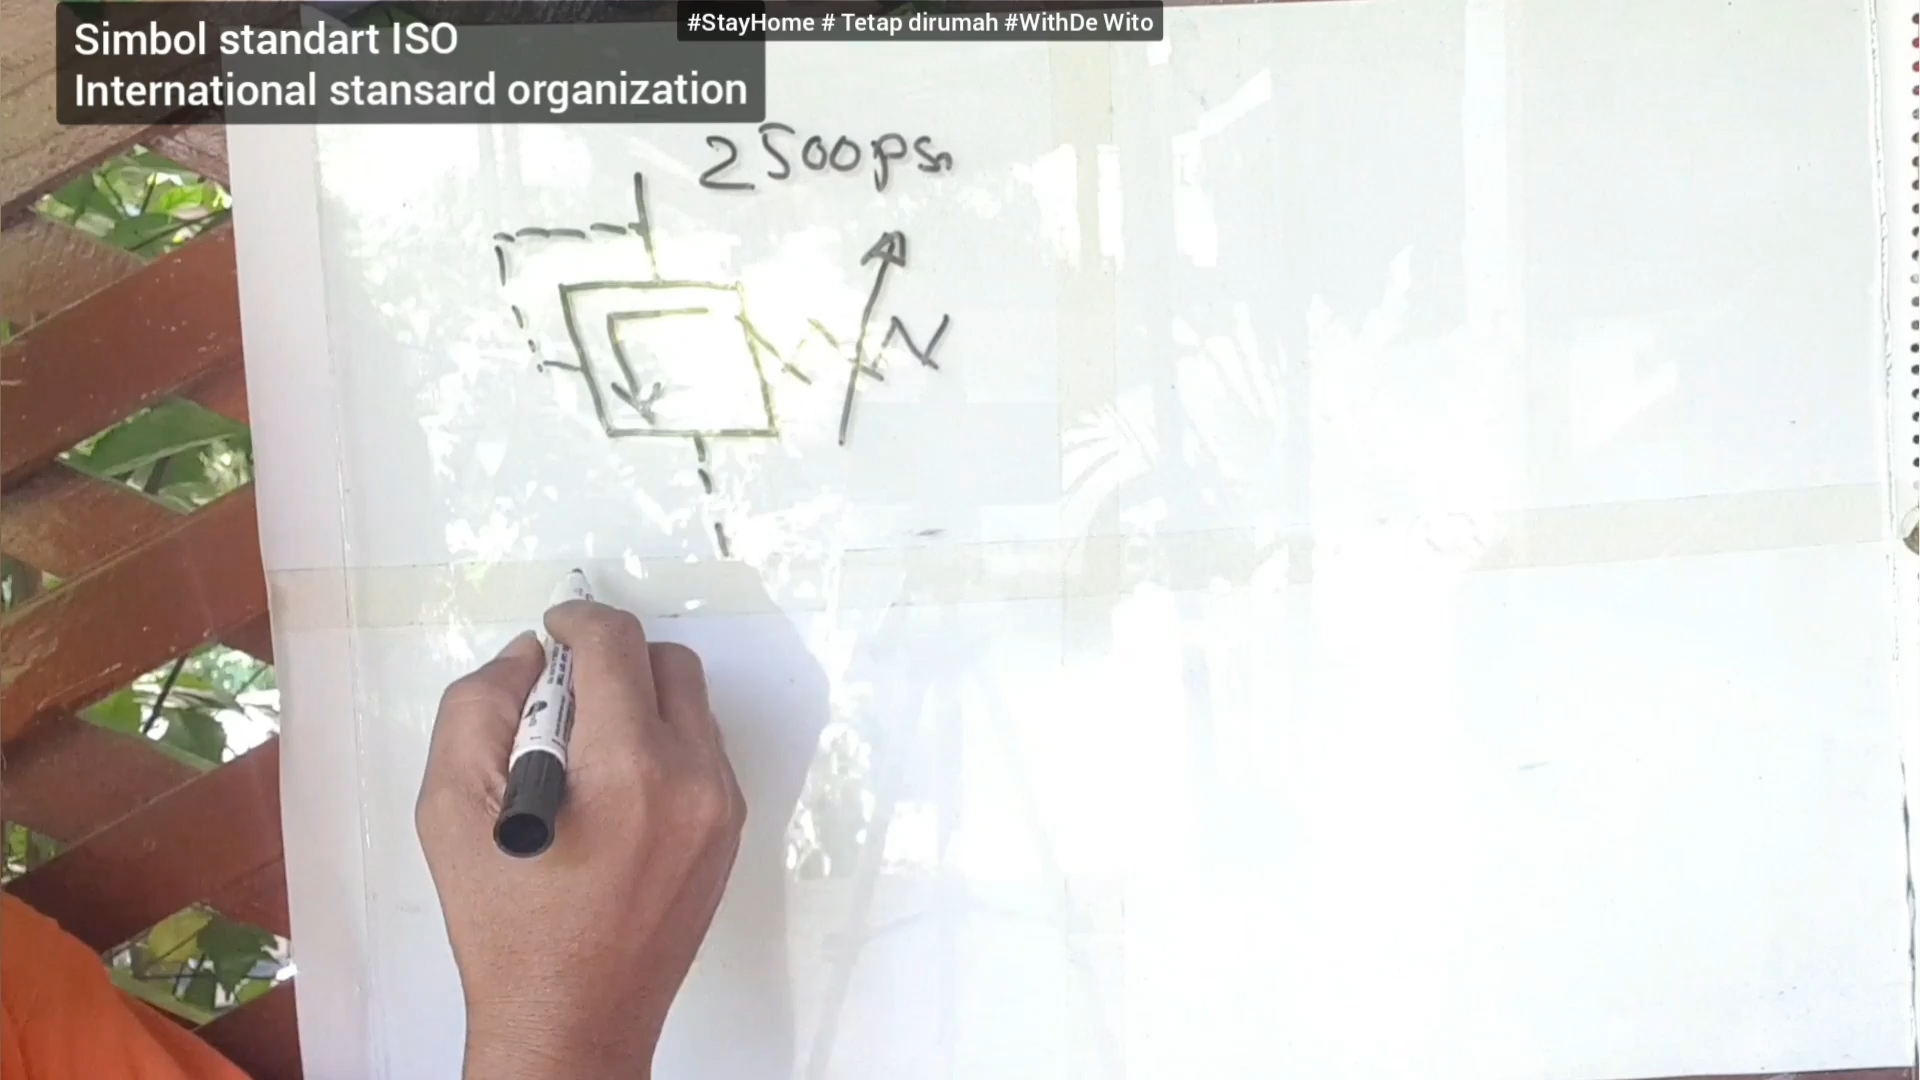 #StayHome # Tetap dirumah #WithDe Wito
Simbol standart ISO
International stansard organization
2500psi